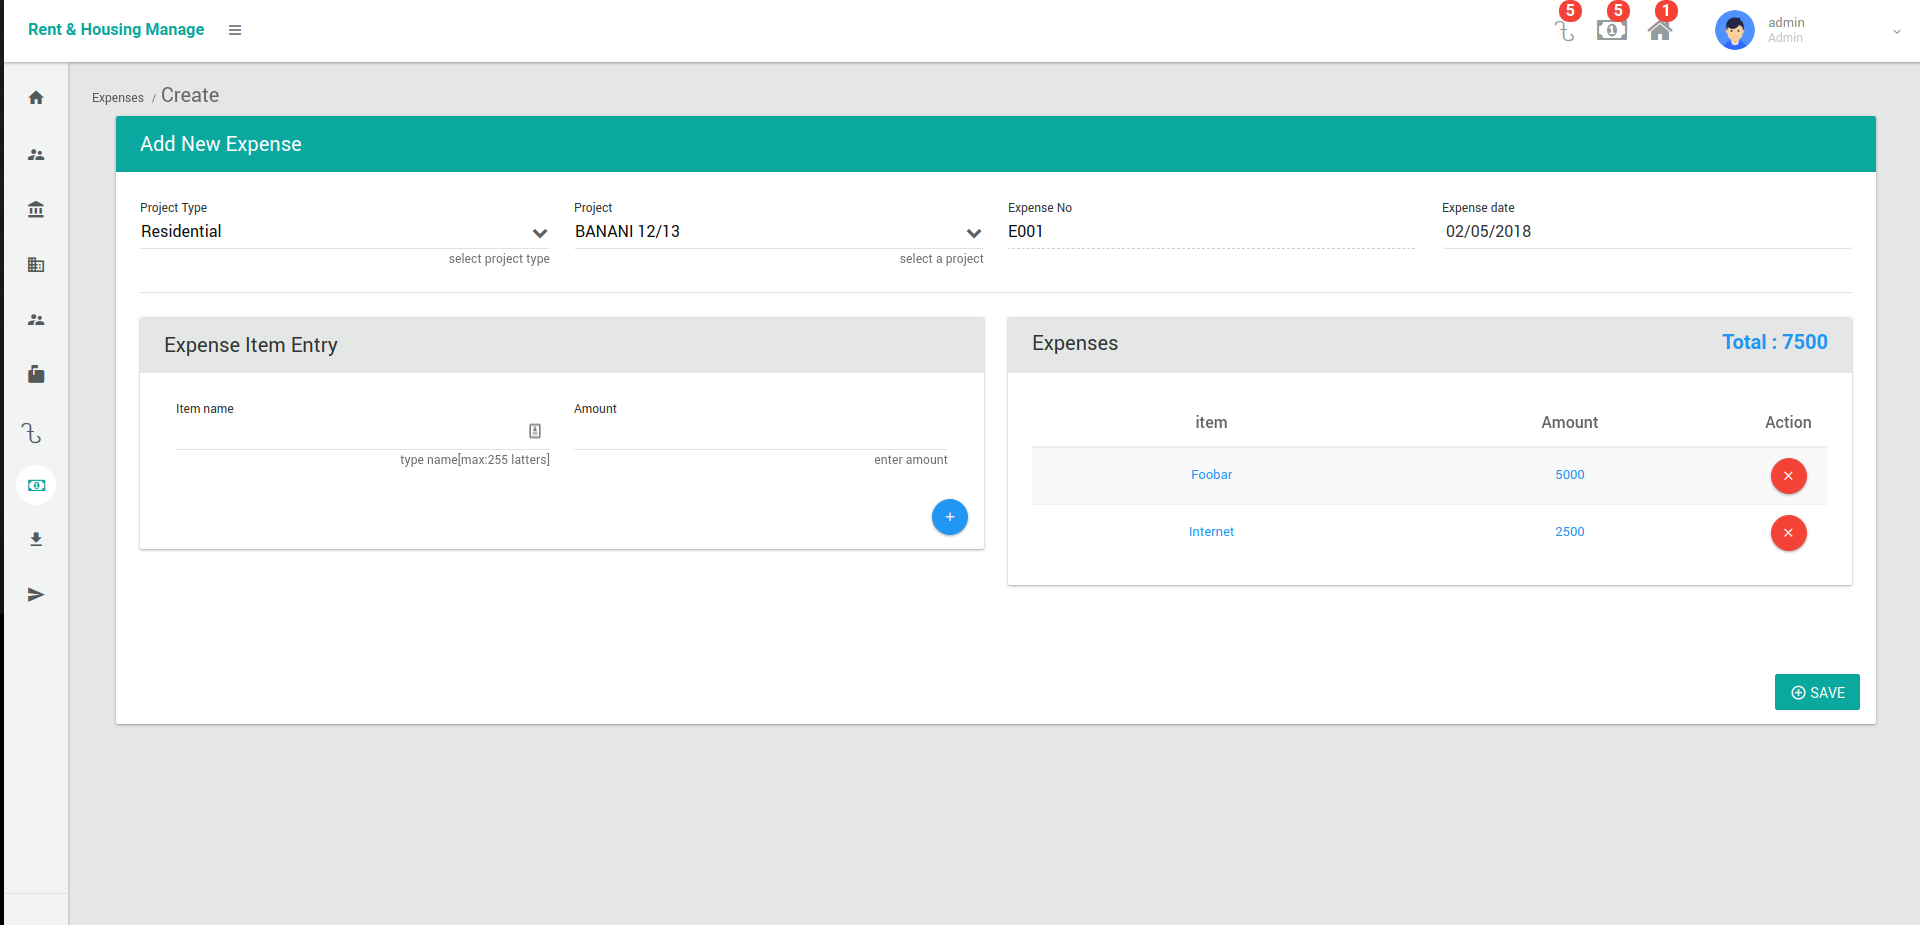 Rent & Housing Manage
5 5 1
admin
Admin
Expenses / Create
Add New Expense
Project Type Project Expense No Expense date
Residential BANANI 12/13 E001 02/05/2018
select project type select a project
Expense Item Entry
Item name Amount
type name[max:255 latters] enter amount
+
Expenses Total : 7500
item Amount Action
Foobar 5000 ×
Internet 2500 ×
SAVE